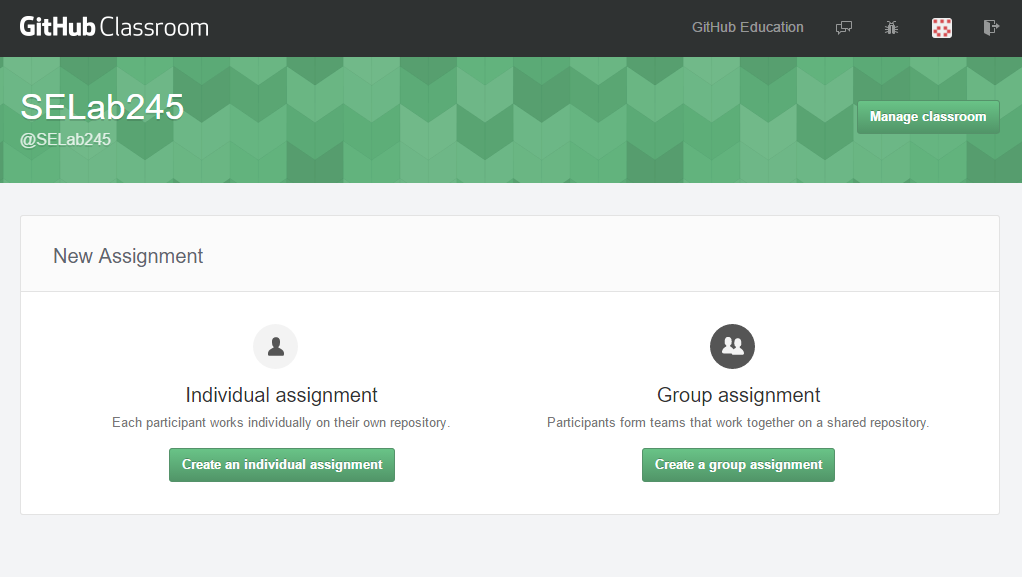 GitHub Classroom
GitHub Education
SELab245
@SELab245
Manage classroom
New Assignment
Individual assignment
Each participant works individually on their own repository.
Create an individual assignment
Group assignment
Participants form teams that work together on a shared repository.
Create a group assignment